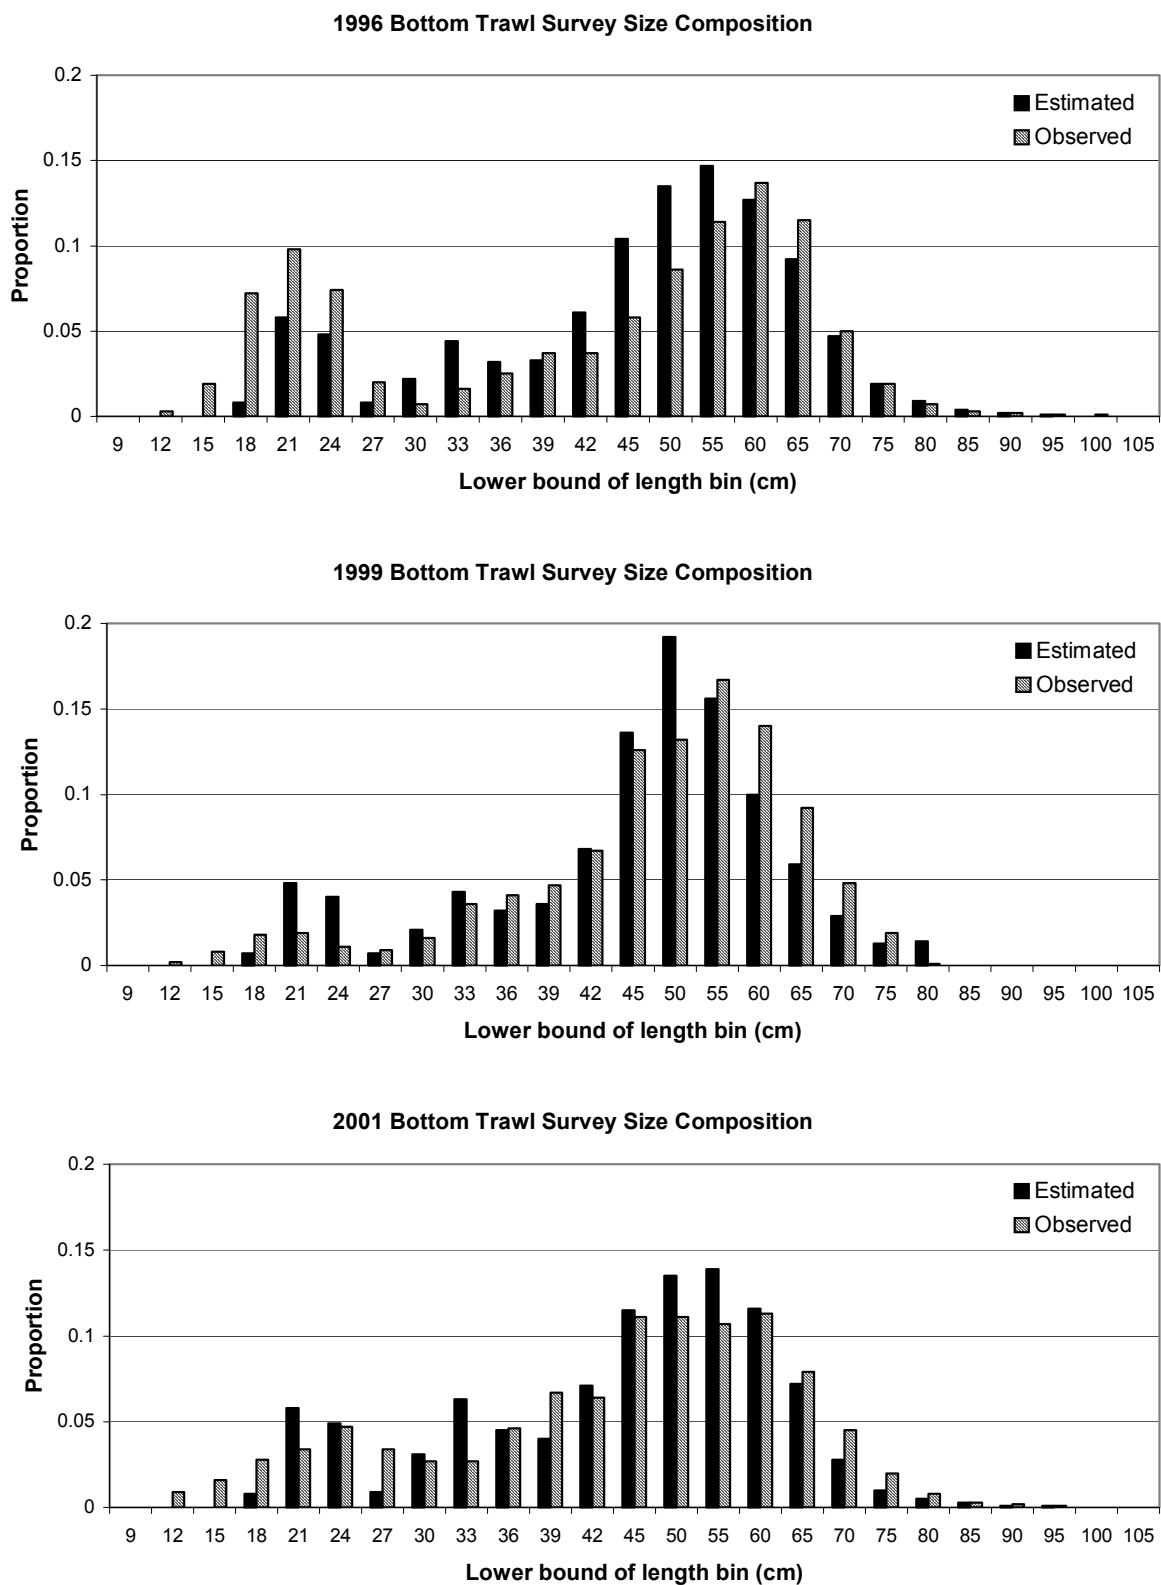 1996 Bottom Trawl Survey Size Composition
0.2
0.15
0.1
0.05
0
Proportion
Estimated
Observed
9 12 15 18 21 24 27 30 33 36 39 42 45 50 55 60 65 70 75 80 85 90 95 100 105
Lower bound of length bin (cm)
1999 Bottom Trawl Survey Size Composition
0.2
0.15
0.1
0.05
0
Proportion
Estimated
Observed
9 12 15 18 21 24 27 30 33 36 39 42 45 50 55 60 65 70 75 80 85 90 95 100 105
Lower bound of length bin (cm)
2001 Bottom Trawl Survey Size Composition
0.2
0.15
0.1
0.05
0
Proportion
Estimated
Observed
9 12 15 18 21 24 27 30 33 36 39 42 45 50 55 60 65 70 75 80 85 90 95 100 105
Lower bound of length bin (cm)